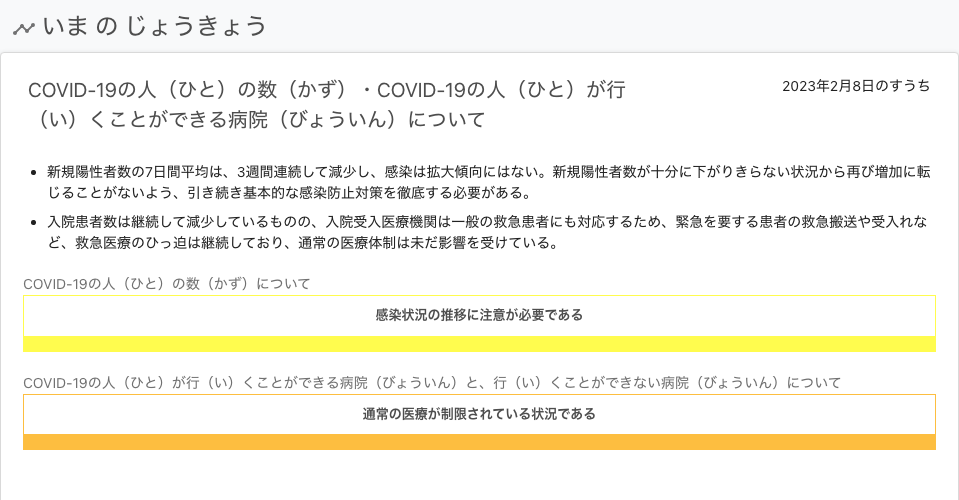 いま の じょうきょう
COVID-19の人（ひと）の数（かず）・COVID-19の人（ひと）が行
（い）くことができる病院（びょういん）について
2023年2月8日のすうち
• 新規陽性者数の7日間平均は、3週間連続して減少し、感染は拡大傾向にはない。新規陽性者数が十分に下がりきらない状況から再び増加に転
じることがないよう、引き続き基本的な感染防止対策を徹底する必要がある。
• 入院患者数は継続して減少しているものの、入院受入医療機関は一般の救急患者にも対応するため、緊急を要する患者の救急搬送や受入れな
ど、救急医療のひっ迫は継続しており、通常の医療体制は未だ影響を受けている。
COVID-19の人（ひと）の数（かず）について
感染状況の推移に注意が必要である
COVID-19の人（ひと）が行（い）くことができる病院（びょういん）と、行（い）くことができない病院（びょういん）について
通常の医療が制限されている状況である